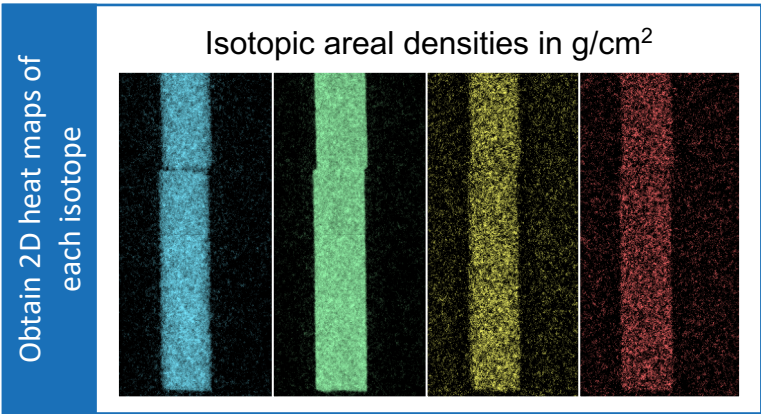 Obtain 2D heat maps of
each isotope
Isotopic areal densities in g/cm²